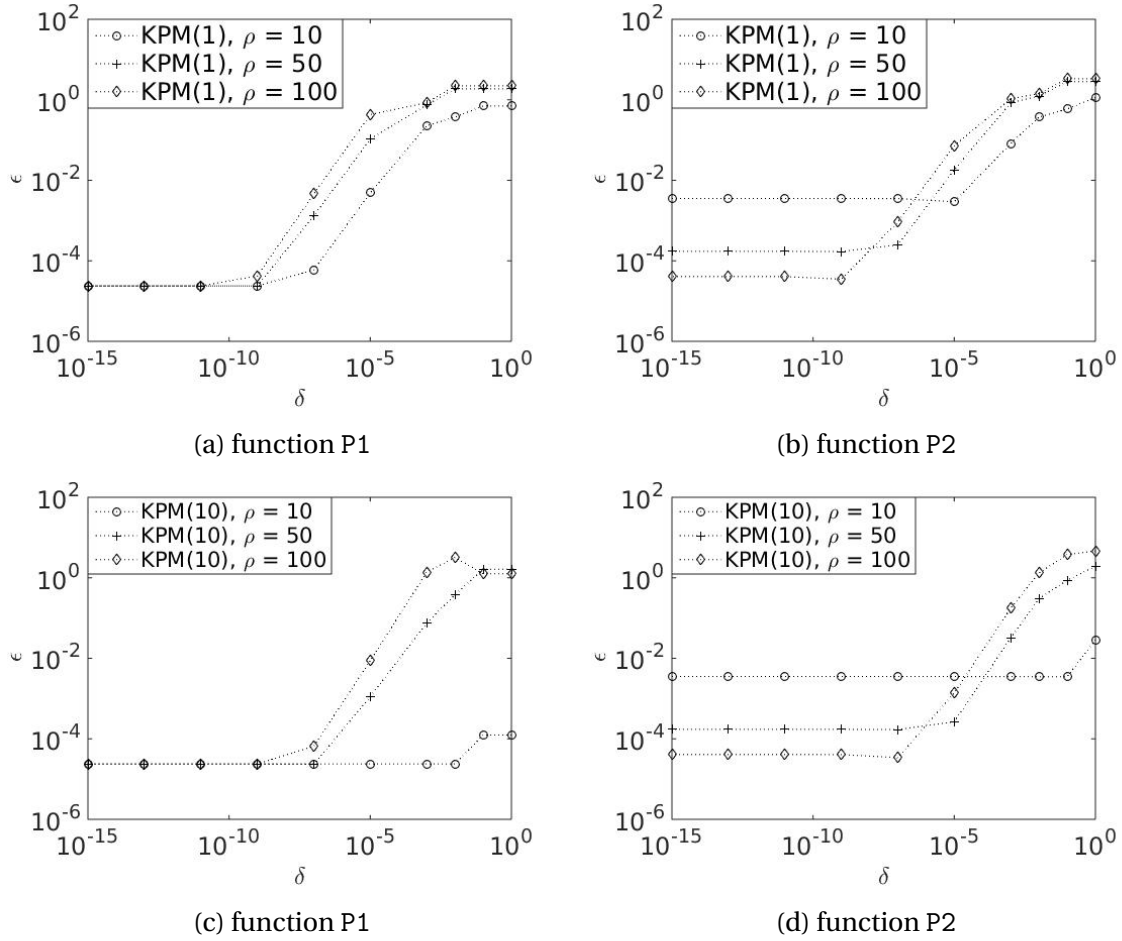 10^2
10^0
10^-2
10^-4
10^-6
ϵ
KPM(1), ρ = 10
KPM(1), ρ = 50
KPM(1), ρ = 100
10^-15
10^-10
10^-5
10^0
δ
(a) function P1
10^2
10^0
10^-2
10^-4
10^-6
ϵ
KPM(1), ρ = 10
KPM(1), ρ = 50
KPM(1), ρ = 100
10^-15
10^-10
10^-5
10^0
δ
(b) function P2
10^2
10^0
10^-2
10^-4
10^-6
ϵ
KPM(10), ρ = 10
KPM(10), ρ = 50
KPM(10), ρ = 100
10^-15
10^-10
10^-5
10^0
δ
(c) function P1
10^2
10^0
10^-2
10^-4
10^-6
ϵ
KPM(10), ρ = 10
KPM(10), ρ = 50
KPM(10), ρ = 100
10^-15
10^-10
10^-5
10^0
δ
(d) function P2